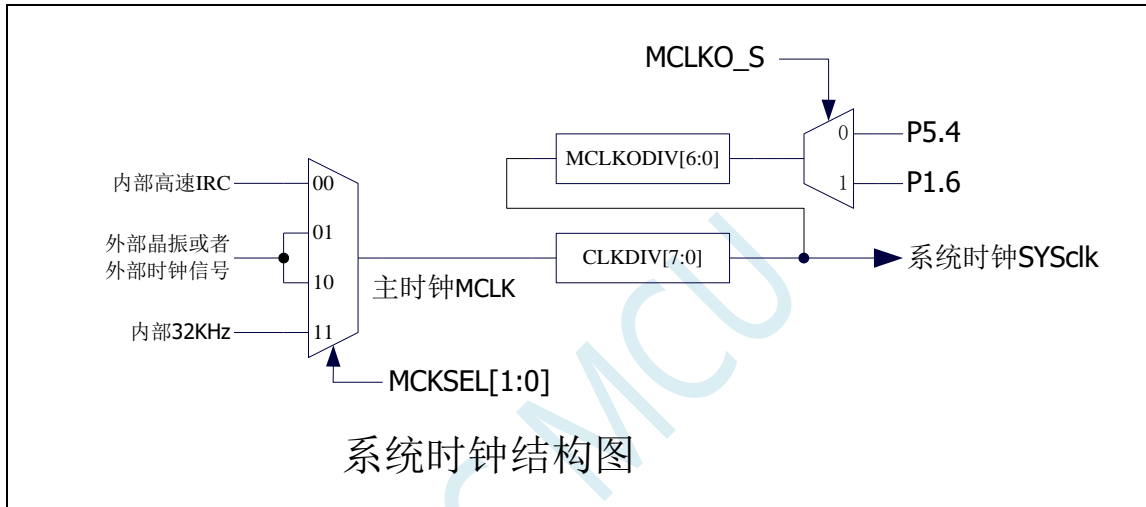 MCLKO_S
0
P5.4
MCLKODIV[6:0]
1
P1.6
内部高速IRC
00
外部晶振或者
外部时钟信号
01
10
主时钟MCLK
CLKDIV[7:0]
系统时钟SYSclk
内部32KHz
11
MCKSEL[1:0]
系统时钟结构图
MCU